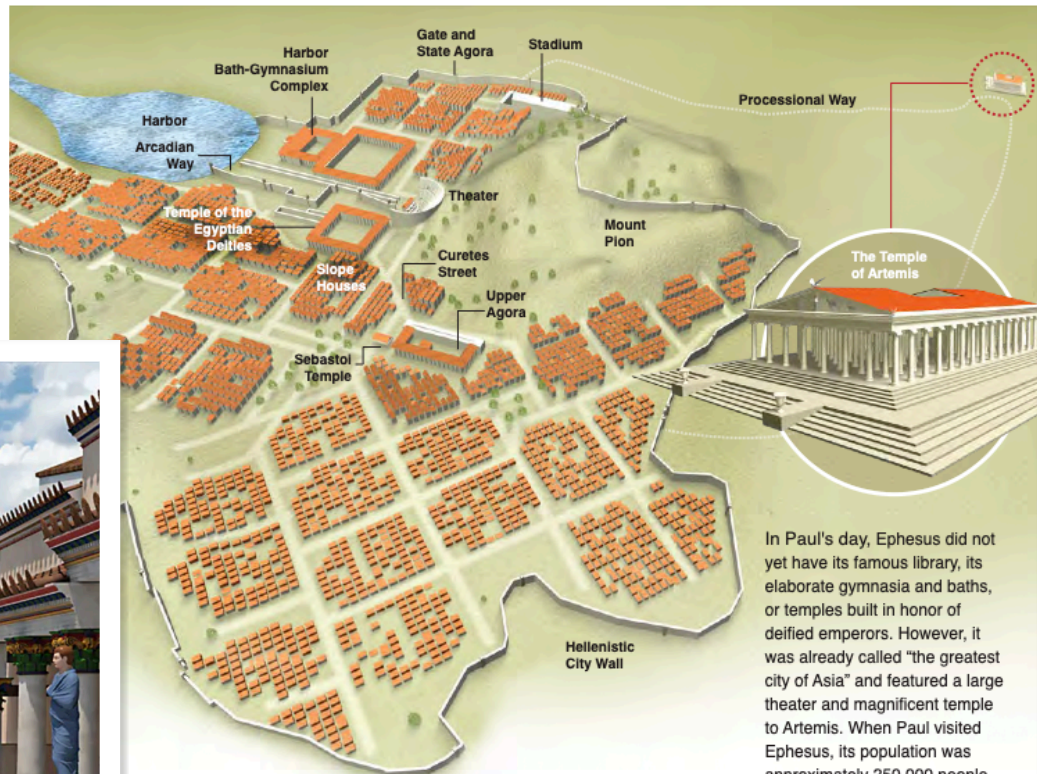 Gate and
State Agora
Stadium
Harbor
Bath-Gymnasium
Complex
Processional Way
Harbor
Arcadian
Way
Theater
Temple of the
Egyptian
Deities
Mount
Pion
The Temple
of Artemis
Curetes
Street
Slope
Houses
Upper
Agora
Sebastoi
Temple
Hellenistic
City Wall
In Paul's day, Ephesus did not
yet have its famous library, its
elaborate gymnasia and baths,
or temples built in honor of
deified emperors. However, it
was already called “the greatest
city of Asia” and featured a large
theater and magnificent temple
to Artemis. When Paul visited
Ephesus, its population was
approximately 250,000 people